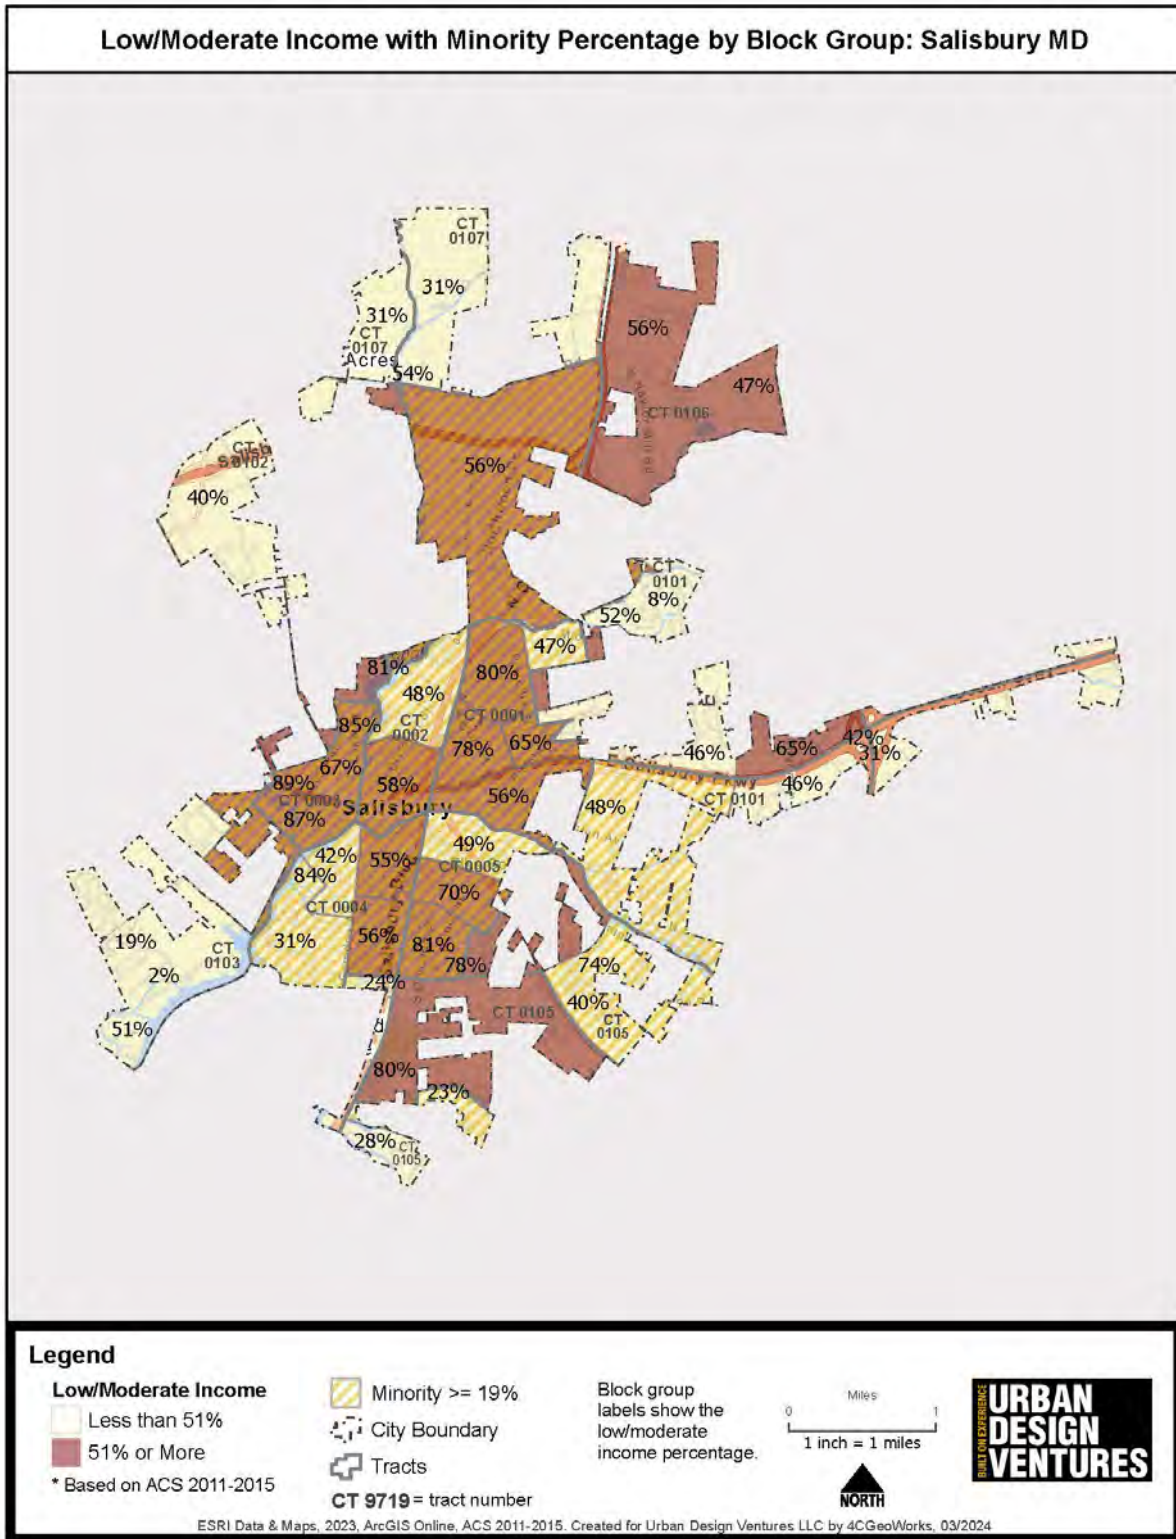 Low/Moderate Income with Minority Percentage by Block Group: Salisbury MD
CT
0107
31%
31%
CT
0107
Acres
54%
56%
47%
CT 0106
CT
0102
Salisb
40%
56%
CT
0101
8%
52%
47%
81%
80%
48%
85%
CT
0002
CT 0001
78%
65%
67%
46%
65%
42%
31%
E Salisbury Pkwy
46%
CT 0101
89%
CT 0003
87%
58%
Salisbury
56%
48%
42%
84%
55%
49%
CT 0005
70%
CT 0004
31%
56%
81%
78%
24%
74%
40%
CT
0105
CT 0105
19%
CT
0103
2%
51%
80%
23%
28%
CT
0105
Legend
Low/Moderate Income
Less than 51%
51% or More
* Based on ACS 2011-2015
Minority >= 19%
City Boundary
Tracts
CT 9719 = tract number
Block group
labels show the
low/moderate
income percentage.
Miles
0 1
1 inch = 1 miles
NORTH
BUILT ON EXPERIENCE
URBAN
DESIGN
VENTURES
ESRI Data & Maps, 2023, ArcGIS Online, ACS 2011-2015. Created for Urban Design Ventures LLC by 4CGeoWorks, 03/2024